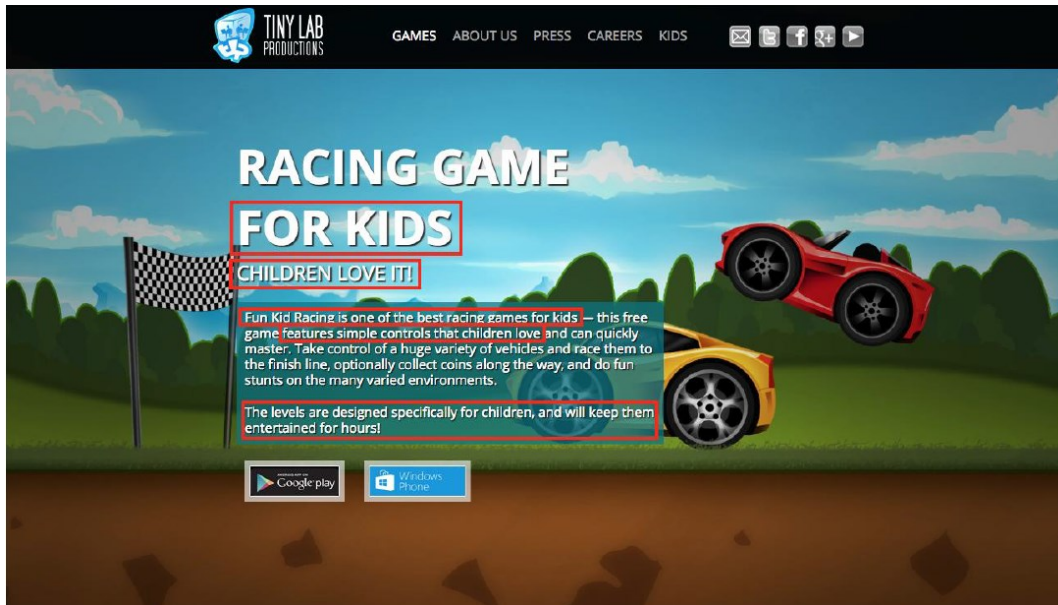 TINY LAB
PRODUCTIONS
GAMES ABOUT US PRESS CAREERS KIDS
RACING GAME
FOR KIDS
CHILDREN LOVE IT!
Fun Kid Racing is one of the best racing games for kids — this free
game features simple controls that children love and can quickly
master. Take control of a huge variety of vehicles and race them to
the finish line, optionally collect coins along the way, and do fun
stunts on the many varied environments.
The levels are designed specifically for children, and will keep them
entertained for hours!
Google play
Windows
Phone